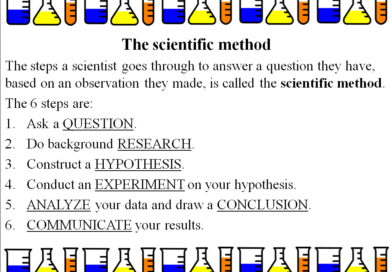 The scientific method
The steps a scientist goes through to answer a question they have,
based on an observation they made, is called the scientific method.
The 6 steps are:
1. Ask a QUESTION.
2. Do background RESEARCH.
3. Construct a HYPOTHESIS.
4. Conduct an EXPERIMENT on your hypothesis.
5. ANALYZE your data and draw a CONCLUSION.
6. COMMUNICATE your results.